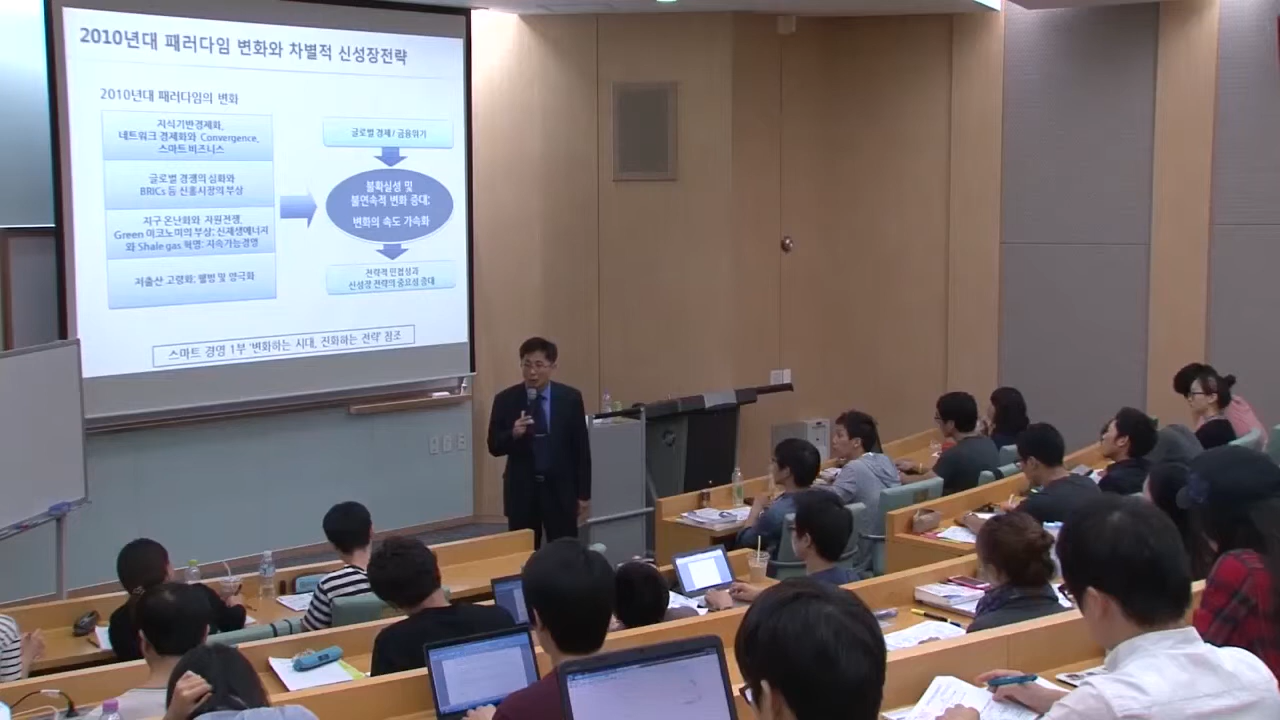 2010년대 패러다임 변화와 차별적 신성장전략
2010년대 패러다임의 변화
지식기반경제화,
네트워크 경제화와 Convergence,
스마트 비즈니스
글로벌 경쟁의 심화와
BRICs 등 신흥시장의 부상
지구 온난화와 자원전쟁,
Green 이코노미의 부상; 신재생에너지
와 Shale gas 혁명; 지속가능경영
저출산 고령화; 웰빙 및 양극화
글로벌 경제 / 금융위기
불확실성 및
불연속적 변화 증대;
변화의 속도 가속화
전략적 민첩성과
신성장 전략의 중요성 증대
스마트 경영 1부 '변화하는 시대, 진화하는 전략' 참조